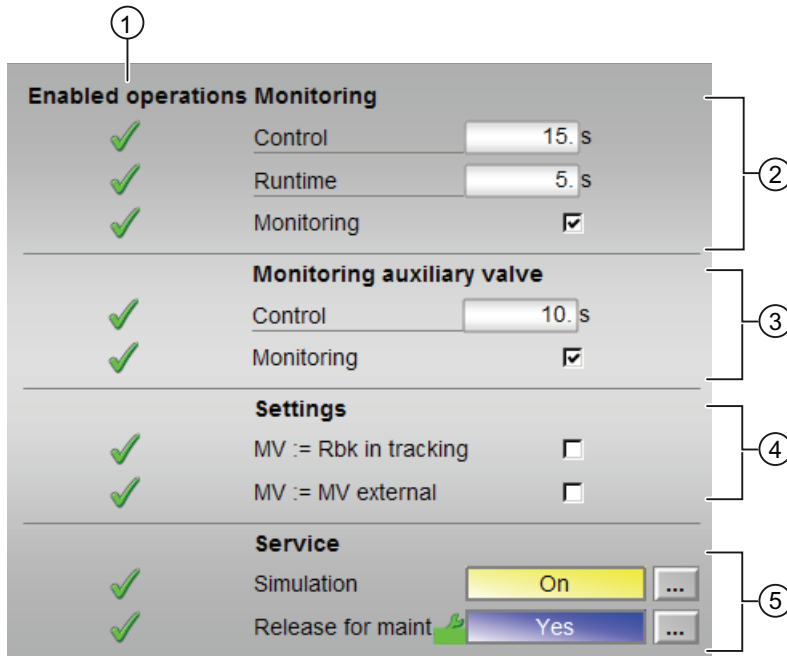 1
Enabled operations Monitoring
Control 15. s
Runtime 5. s
Monitoring
2
Monitoring auxiliary valve
Control 10. s
Monitoring
3
Settings
MV := Rbk in tracking
MV := MV external
4
Service
Simulation On ...
Release for maint Yes ...
5